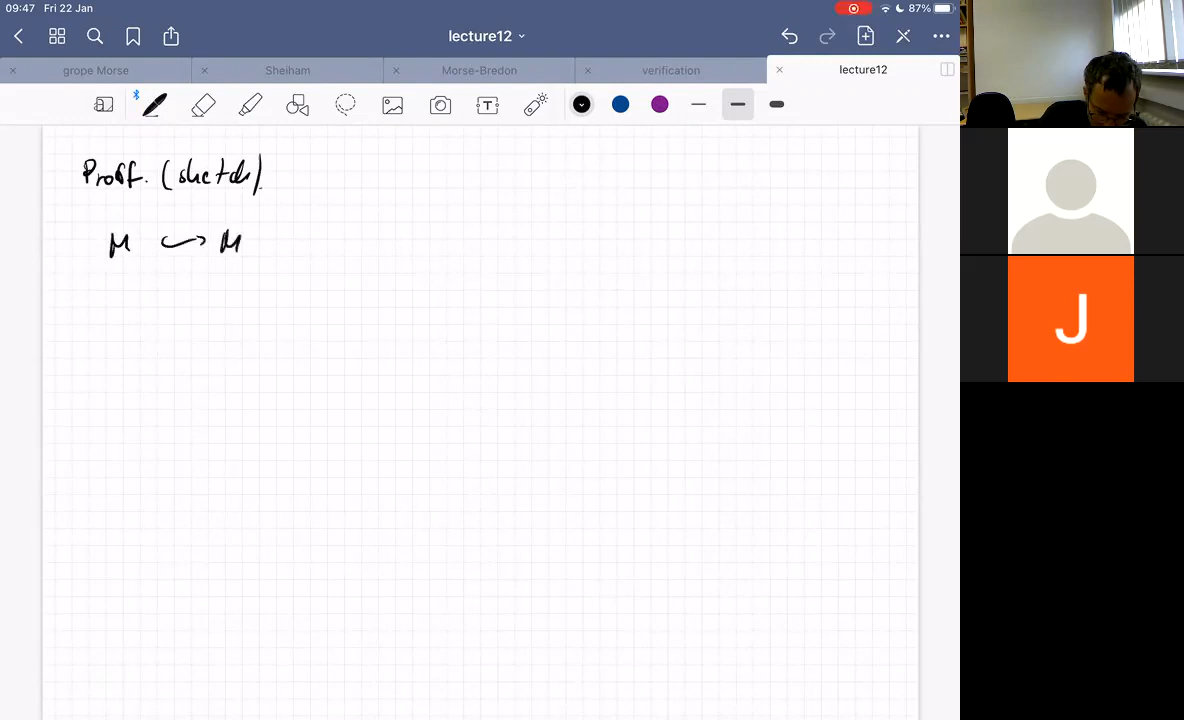 09:47 Fri 22 Jan 87%
lecture12
grope Morse Sheiham Morse-Bredon verification lecture12
Proof. (sketch)
M ↪ M
J